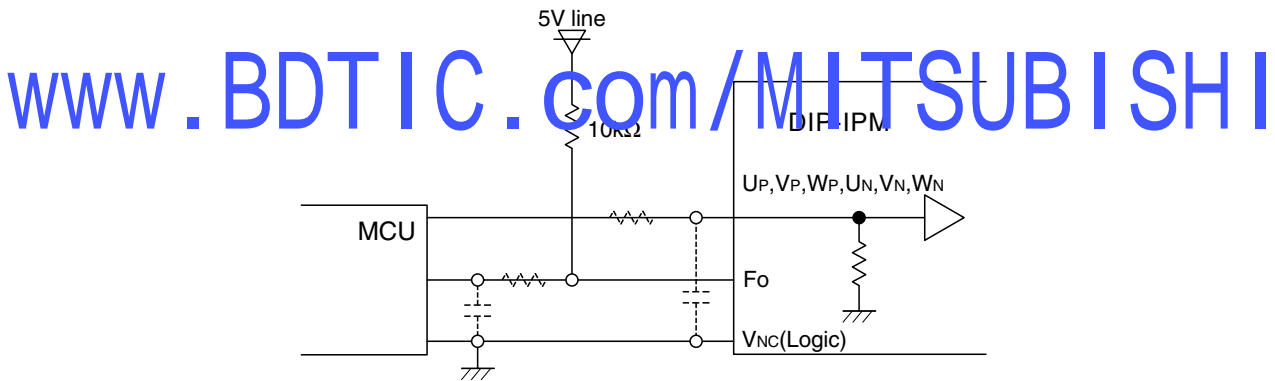 5V line
www.BDTIC.com/MITSUBISHI
10kΩ
DIP-IPM
UP,VP,WP,UN,VN,WN
MCU
Fo
VNC(Logic)